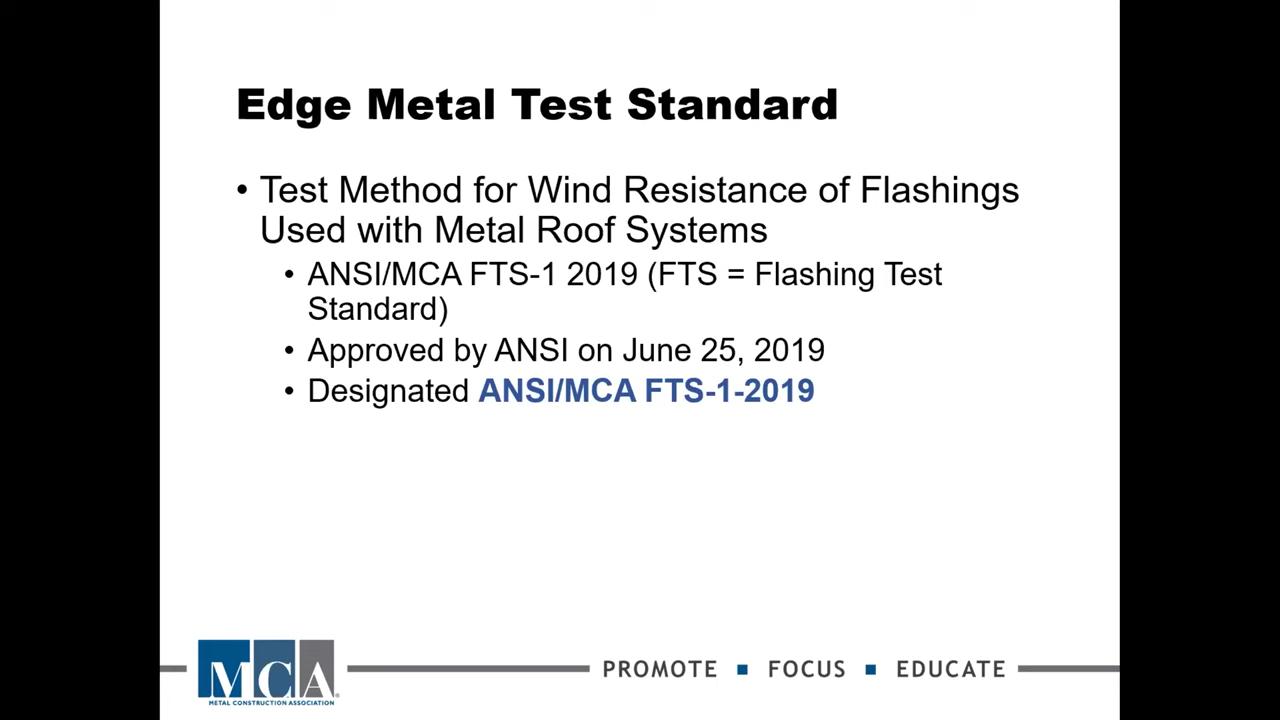 Edge Metal Test Standard
• Test Method for Wind Resistance of Flashings
Used with Metal Roof Systems
• ANSI/MCA FTS-1 2019 (FTS = Flashing Test
Standard)
• Approved by ANSI on June 25, 2019
• Designated ANSI/MCA FTS-1-2019
MCA®
METAL CONSTRUCTION ASSOCIATION
PROMOTE ■ FOCUS ■ EDUCATE